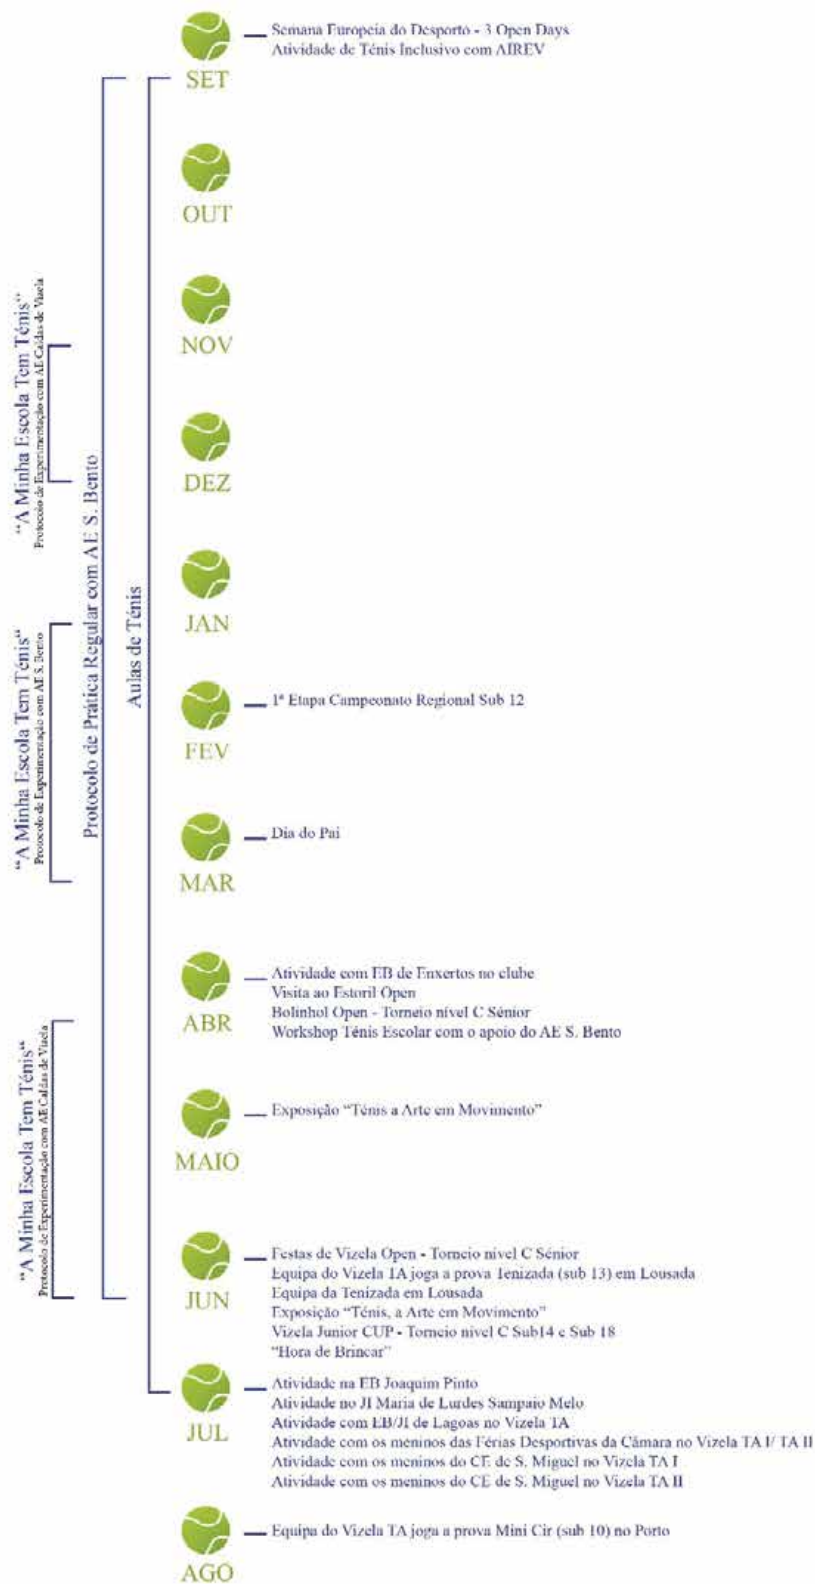 Semana Europeia do Desporto - 3 Open Days
Atividade de Ténis Inclusivo com AIREV
SET
OUT
NOV
DEZ
JAN
1ª Etapa Campeonato Regional Sub 12
FEV
Dia do Pai
MAR
Atividade com EB de Enxertos no clube
Visita ao Estoril Open
Bolinhol Open - Torneio nível C Sénior
Workshop Ténis Escolar com o apoio do AE S. Bento
ABR
Exposição “Ténis a Arte em Movimento”
MAIO
Festas de Vizela Open - Torneio nível C Sénior
Equipa do Vizela TA joga a prova Tenizada (sub 13) em Lousada
Equipa da Tenizada em Lousada
Exposição “Ténis, a Arte em Movimento”
Vizela Junior CUP - Torneio nível C Sub14 e Sub 18
“Hora de Brincar”
JUN
Atividade na EB Joaquim Pinto
Atividade no JI Maria de Lurdes Sampaio Melo
Atividade com EB/JI de Lagoas no Vizela TA
Atividade com os meninos das Férias Desportivas da Câmara no Vizela TA I/ TA II
Atividade com os meninos do CE de S. Miguel no Vizela TA I
Atividade com os meninos do CE de S. Miguel no Vizela TA II
JUL
Equipa do Vizela TA joga a prova Mini Cir (sub 10) no Porto
AGO
“A Minha Escola Tem Ténis“
Protocolo de Experimentação com AE Caldas de Vizela
“A Minha Escola Tem Ténis“
Protocolo de Experimentação com AE S. Bento
“A Minha Escola Tem Ténis“
Protocolo de Experimentação com AE Caldas de Vizela
Protocolo de Prática Regular com AE S. Bento
Aulas de Ténis